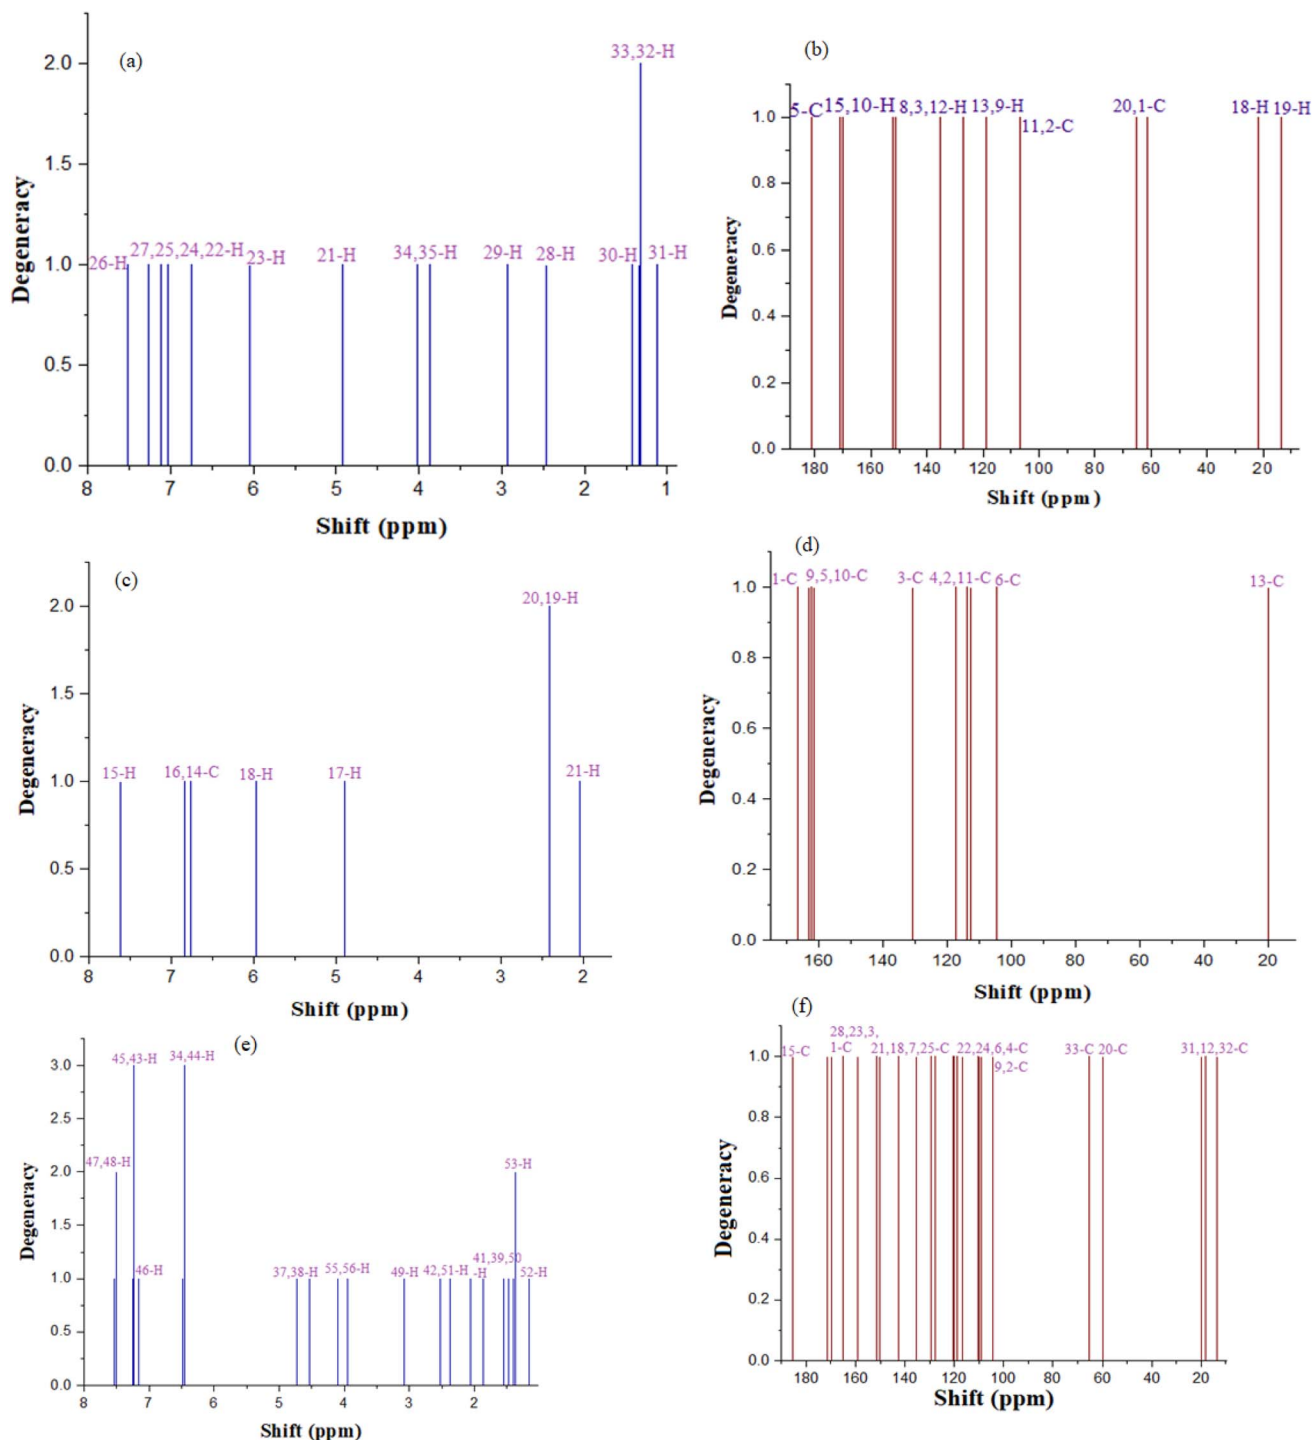 (a)
33,32-H
26-H
27,25,24,22-H
23-H
21-H
34,35-H
29-H
28-H
30-H
31-H
2.0
1.5
1.0
0.5
0.0
Degeneracy
8 7 6 5 4 3 2 1
Shift (ppm)
(b)
5-C
15,10-H
8,3,12-H
13,9-H
11,2-C
20,1-C
18-H
19-H
1.0
0.8
0.6
0.4
0.2
0.0
Degeneracy
180 160 140 120 100 80 60 40 20
Shift (ppm)
(c)
20,19-H
15-H
16,14-C
18-H
17-H
21-H
2.0
1.5
1.0
0.5
0.0
Degeneracy
8 7 6 5 4 3 2
Shift (ppm)
(d)
1-C
9,5,10-C
3-C
4,2,11-C
6-C
13-C
1.0
0.8
0.6
0.4
0.2
0.0
Degeneracy
160 140 120 100 80 60 40 20
Shift (ppm)
(e)
45,43-H
34,44-H
47,48-H
46-H
37,38-H
55,56-H
49-H
42,51-H
41,39,50
-H
53-H
52-H
3.0
2.5
2.0
1.5
1.0
0.5
0.0
Degeneracy
8 7 6 5 4 3 2
Shift (ppm)
(f)
15-C
28,23,3,
1-C
21,18,7,25-C
22,24,6,4-C
9,2-C
33-C
20-C
31,12,32-C
1.0
0.8
0.6
0.4
0.2
0.0
Degeneracy
180 160 140 120 100 80 60 40 20
Shift (ppm)